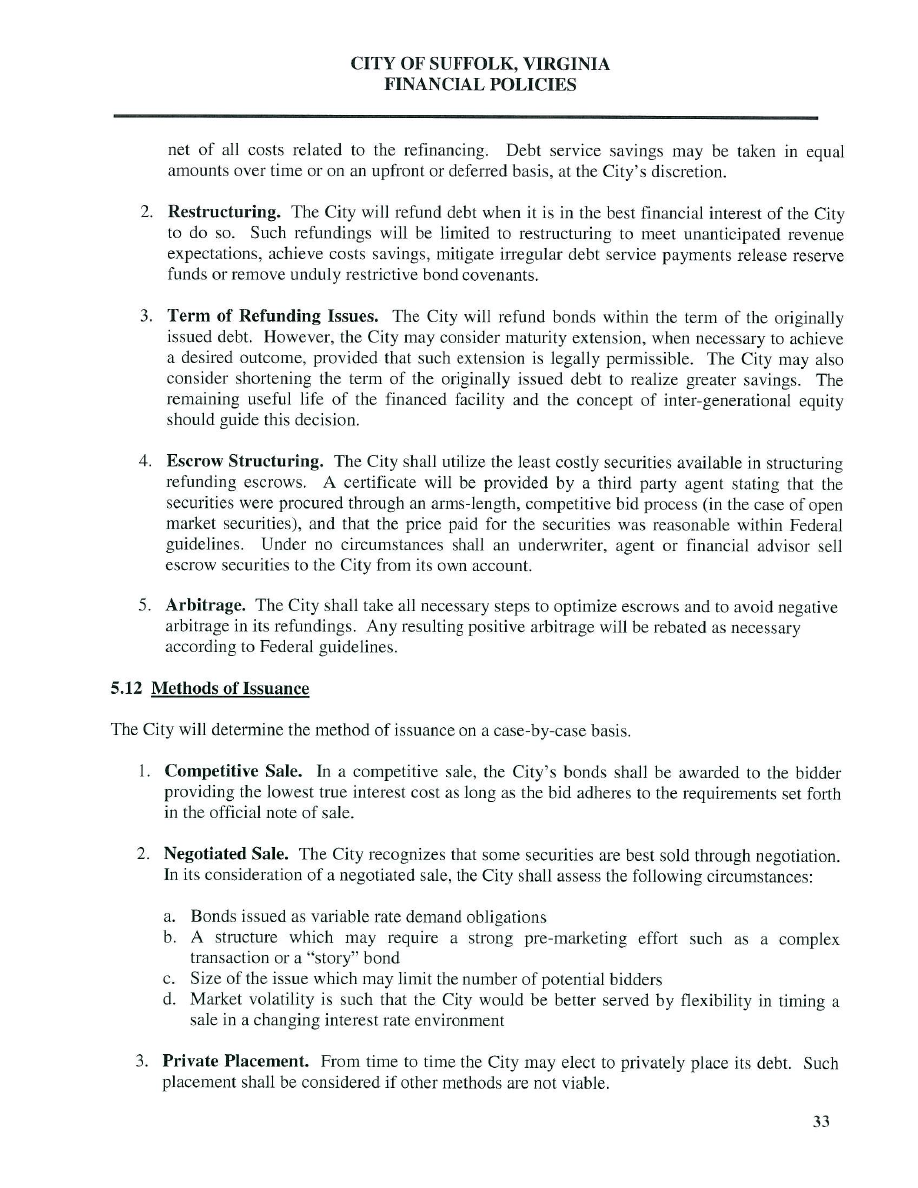 CITY OF SUFFOLK, VIRGINIA
FINANCIAL POLICIES
net of all costs related to the refinancing. Debt service savings may be taken in equal
amounts over time or on an upfront or deferred basis, at the City's discretion.
2. Restructuring. The City will refund debt when it is in the best financial interest of the City
to do so. Such refundings will be limited to restructuring to meet unanticipated revenue
expectations, achieve costs savings, mitigate irregular debt service payments release reserve
funds or remove unduly restrictive bond covenants.
3. Term of Refunding Issues. The City will refund bonds within the term of the originally
issued debt. However, the City may consider maturity extension, when necessary to achieve
a desired outcome, provided that such extension is legally permissible. The City may also
consider shortening the term of the originally issued debt to realize greater savings. The
remaining useful life of the financed facility and the concept of inter-generational equity
should guide this decision.
4. Escrow Structuring. The City shall utilize the least costly securities available in structuring
refunding escrows. A certificate will be provided by a third party agent stating that the
securities were procured through an arms-length, competitive bid process (in the case of open
market securities), and that the price paid for the securities was reasonable within Federal
guidelines. Under no circumstances shall an underwriter, agent or financial advisor sell
escrow securities to the City from its own account.
5. Arbitrage. The City shall take all necessary steps to optimize escrows and to avoid negative
arbitrage in its refundings. Any resulting positive arbitrage will be rebated as necessary
according to Federal guidelines.
5.12 Methods of Issuance
The City will determine the method of issuance on a case-by-case basis.
1. Competitive Sale. In a competitive sale, the City's bonds shall be awarded to the bidder
providing the lowest true interest cost as long as the bid adheres to the requirements set forth
in the official note of sale.
2. Negotiated Sale. The City recognizes that some securities are best sold through negotiation.
In its consideration of a negotiated sale, the City shall assess the following circumstances:
a. Bonds issued as variable rate demand obligations
b. A structure which may require a strong pre-marketing effort such as a complex
transaction or a "story" bond
c. Size of the issue which may limit the number of potential bidders
d. Market volatility is such that the City would be better served by flexibility in timing a
sale in a changing interest rate environment
3. Private Placement. From time to time the City may elect to privately place its debt. Such
placement shall be considered if other methods are not viable.
33